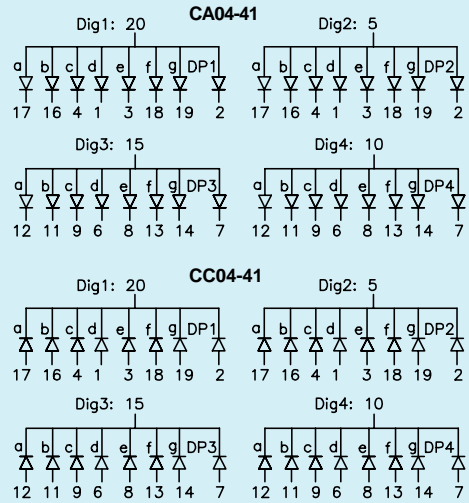 CA04-41
Dig1: 20 Dig2: 5
a b c d e f g DP1 a b c d e f g DP2
17 16 4 1 3 18 19 2 17 16 4 1 3 18 19 2
Dig3: 15 Dig4: 10
a b c d e f g DP3 a b c d e f g DP4
12 11 9 6 8 13 14 7 12 11 9 6 8 13 14 7
CC04-41
Dig1: 20 Dig2: 5
a b c d e f g DP1 a b c d e f g DP2
17 16 4 1 3 18 19 2 17 16 4 1 3 18 19 2
Dig3: 15 Dig4: 10
a b c d e f g DP3 a b c d e f g DP4
12 11 9 6 8 13 14 7 12 11 9 6 8 13 14 7